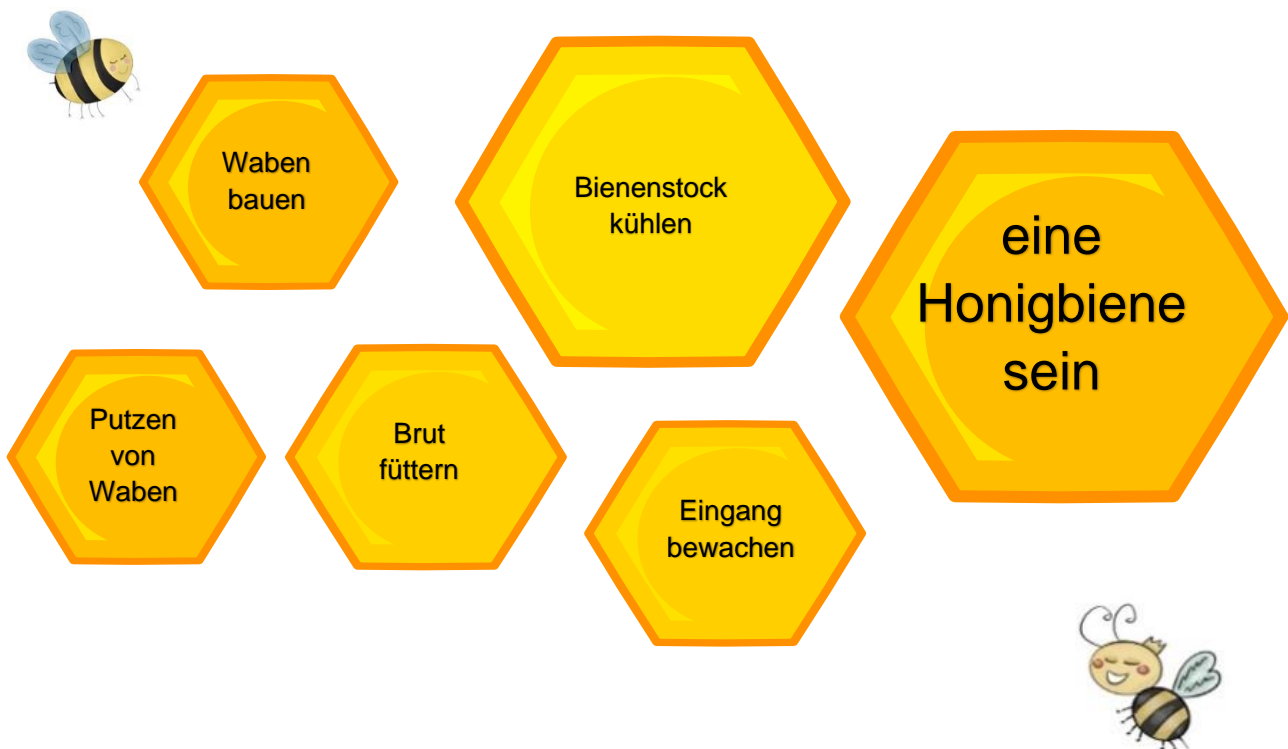 Waben
bauen
Bienenstock
kühlen
eine
Honigbiene
sein
Putzen
von
Waben
Brut
füttern
Eingang
bewachen